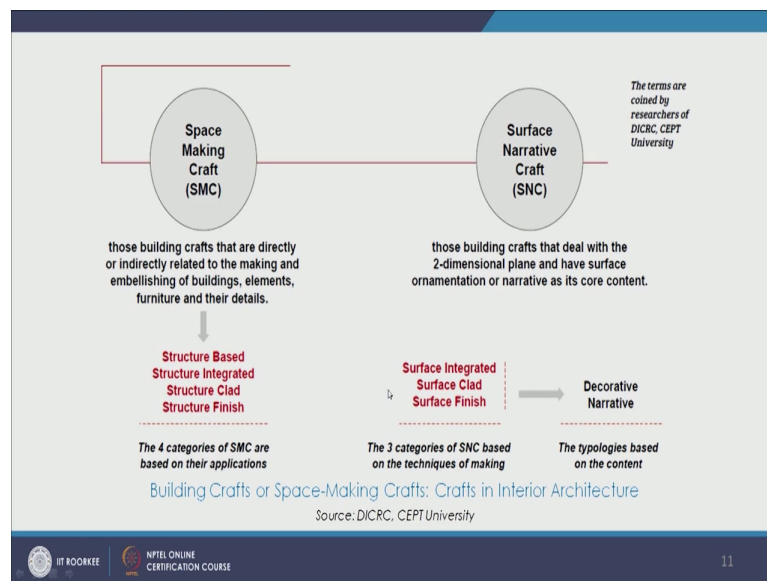 Space
Making
Craft
(SMC)
Surface
Narrative
Craft
(SNC)
The terms are
coined by
researchers of
DICRC, CEPT
University
those building crafts that are directly
or indirectly related to the making and
embellishing of buildings, elements,
furniture and their details.
those building crafts that deal with the
2-dimensional plane and have surface
ornamentation or narrative as its core content.
Structure Based
Structure Integrated
Structure Clad
Structure Finish
Surface Integrated
Surface Clad
Surface Finish
Decorative
Narrative
The 4 categories of SMC are
based on their applications
The 3 categories of SNC based
on the techniques of making
The typologies based
on the content
Building Crafts or Space-Making Crafts: Crafts in Interior Architecture
Source: DICRC, CEPT University
IIT ROORKEE
NPTEL ONLINE
CERTIFICATION COURSE
11